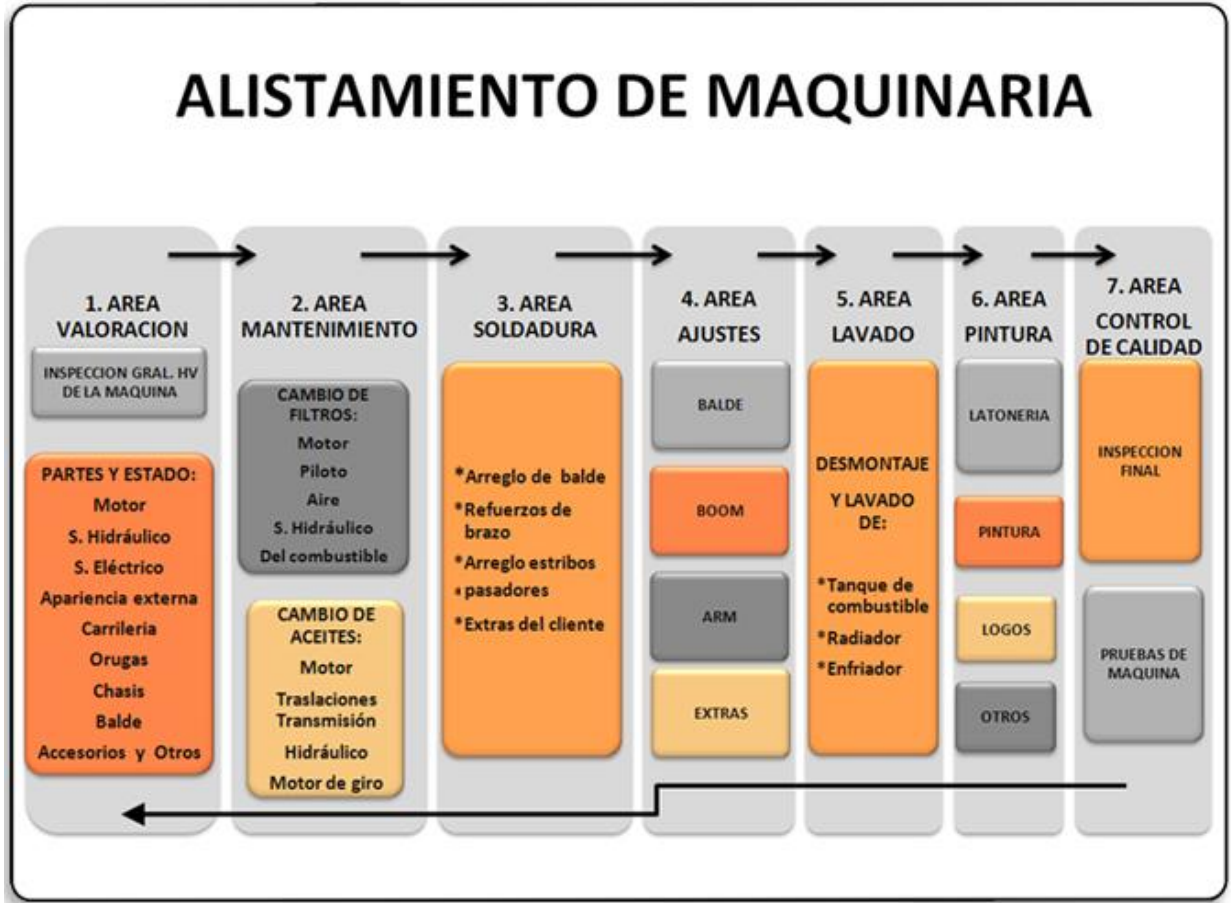 ALISTAMIENTO DE MAQUINARIA
1. AREA
VALORACION
INSPECCION GRAL. HV
DE LA MAQUINA
PARTES Y ESTADO:
Motor
S. Hidráulico
S. Eléctrico
Apariencia externa
Carrileria
Orugas
Chasis
Balde
Accesorios y Otros
2. AREA
MANTENIMIENTO
CAMBIO DE
FILTROS:
Motor
Piloto
Aire
S. Hidráulico
Del combustible
CAMBIO DE
ACEITES:
Motor
Traslaciones
Transmisión
Hidráulico
Motor de giro
3. AREA
SOLDADURA
*Arreglo de balde
*Refuerzos de
brazo
*Arreglo estribos
* pasadores
*Extras del cliente
4. AREA
AJUSTES
BALDE
BOOM
ARM
EXTRAS
5. AREA
LAVADO
DESMONTAJE
Y LAVADO
DE:
*Tanque de
combustible
*Radiador
*Enfriador
6. AREA
PINTURA
LATONERIA
PINTURA
LOGOS
OTROS
7. AREA
CONTROL
DE CALIDAD
INSPECCION
FINAL
PRUEBAS DE
MAQUINA